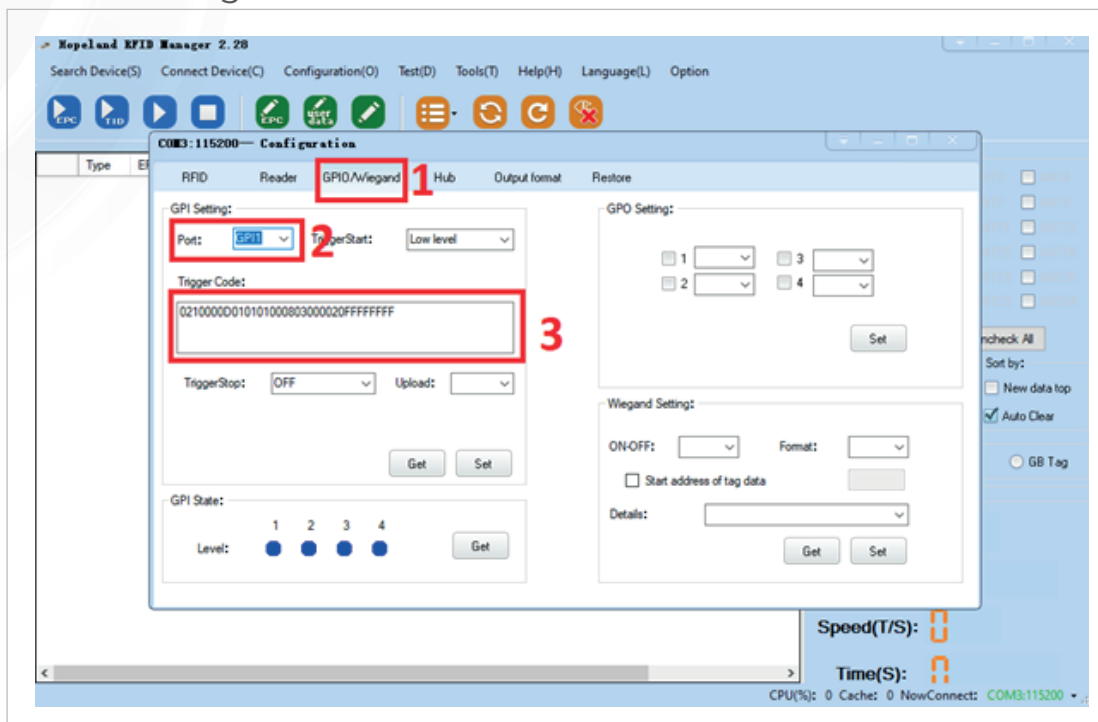 Hopeland RFID Manager 2.28
Search Device(S) Connect Device(C) Configuration(O) Test(D) Tools(T) Help(H) Language(L) Option
EPC TID EPC user data
COM3:115200— Configuration
Type
RFID Reader GPIO/Wiegand 1 Hub Output format Restore
GPI Setting:
Port: GPI1 2 TriggerStart: Low level
Trigger Code:
0210000D010101000803000020FFFFFFFF
3
TriggerStop: OFF Upload:
Get Set
GPI State:
1 2 3 4
Level: Get
GPO Setting:
1 3
2 4
Set
Wiegand Setting:
ON-OFF: Format:
Start address of tag data
Details:
Get Set
ncheck All
Sort by:
New data top
Auto Clear
GB Tag
Speed(T/S): 0
Time(S): 0
CPU(%): 0 Cache: 0 NowConnect: COM3:115200